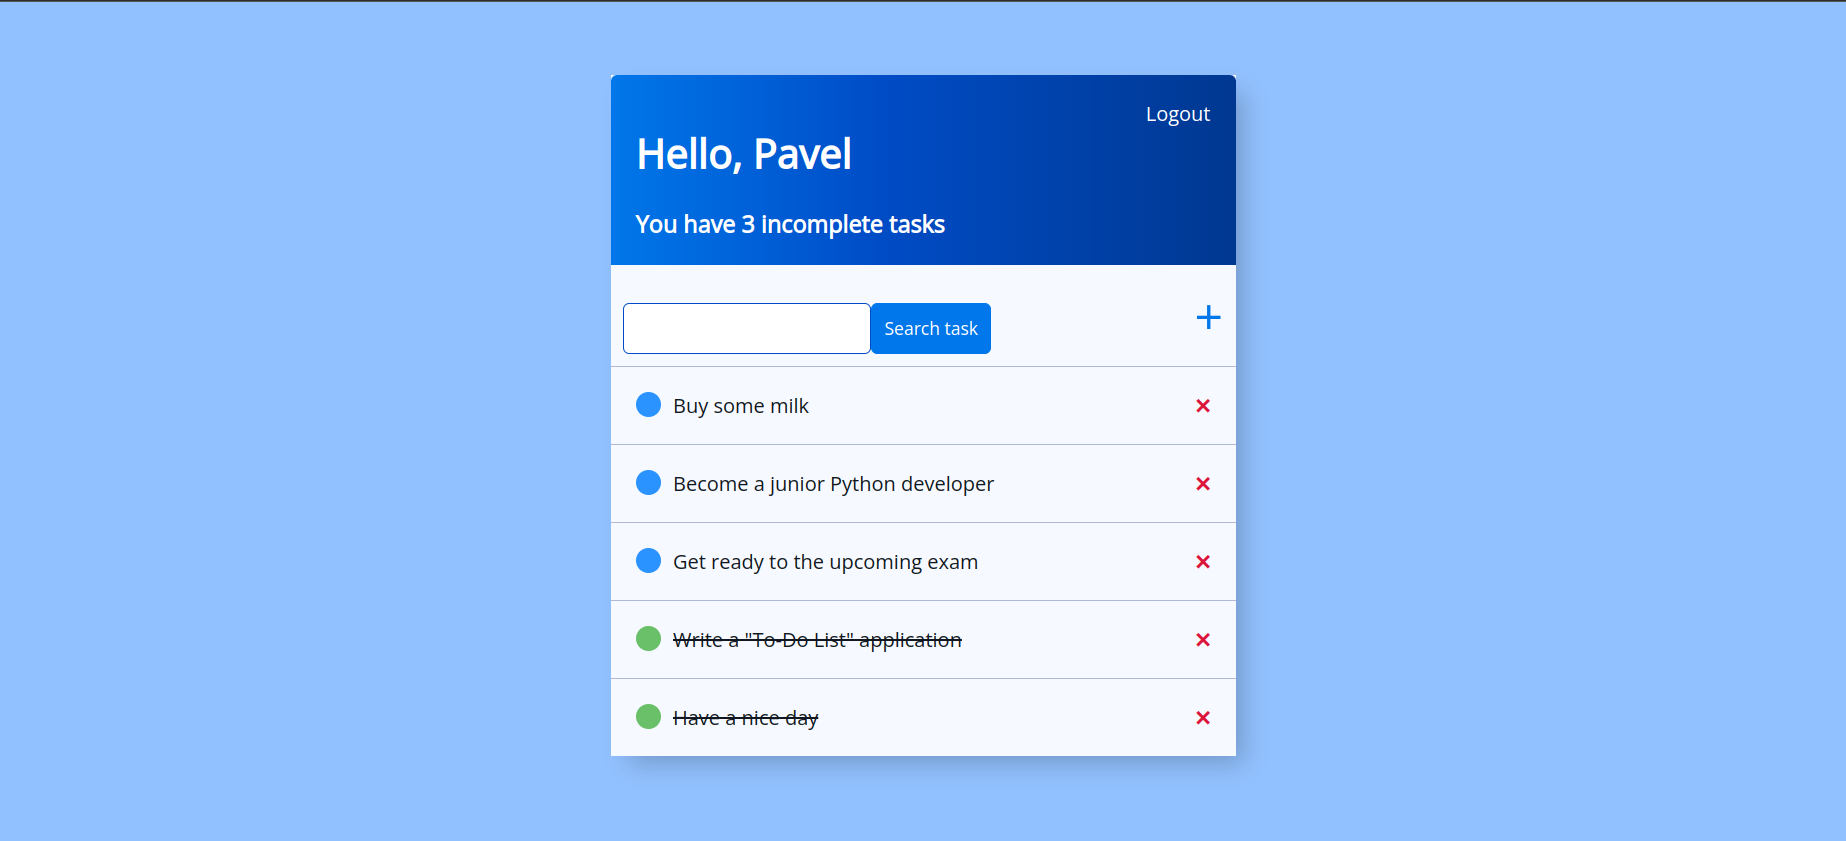 Logout
Hello, Pavel
You have 3 incomplete tasks
Search task
Buy some milk
Become a junior Python developer
Get ready to the upcoming exam
Write a "To-Do List" application
Have a nice day